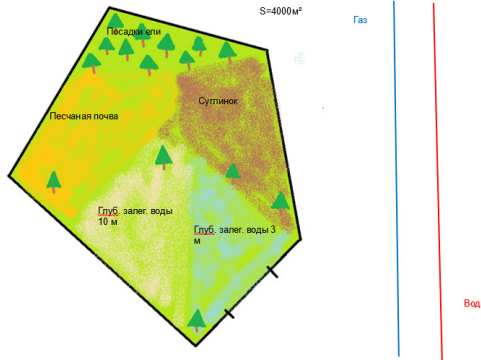 S=4000м²
Газ
Посадки ели
Суглинок
Песчаная почва
Глуб. залег. воды
10 м
Глуб. залег. воды 3
м
Вод